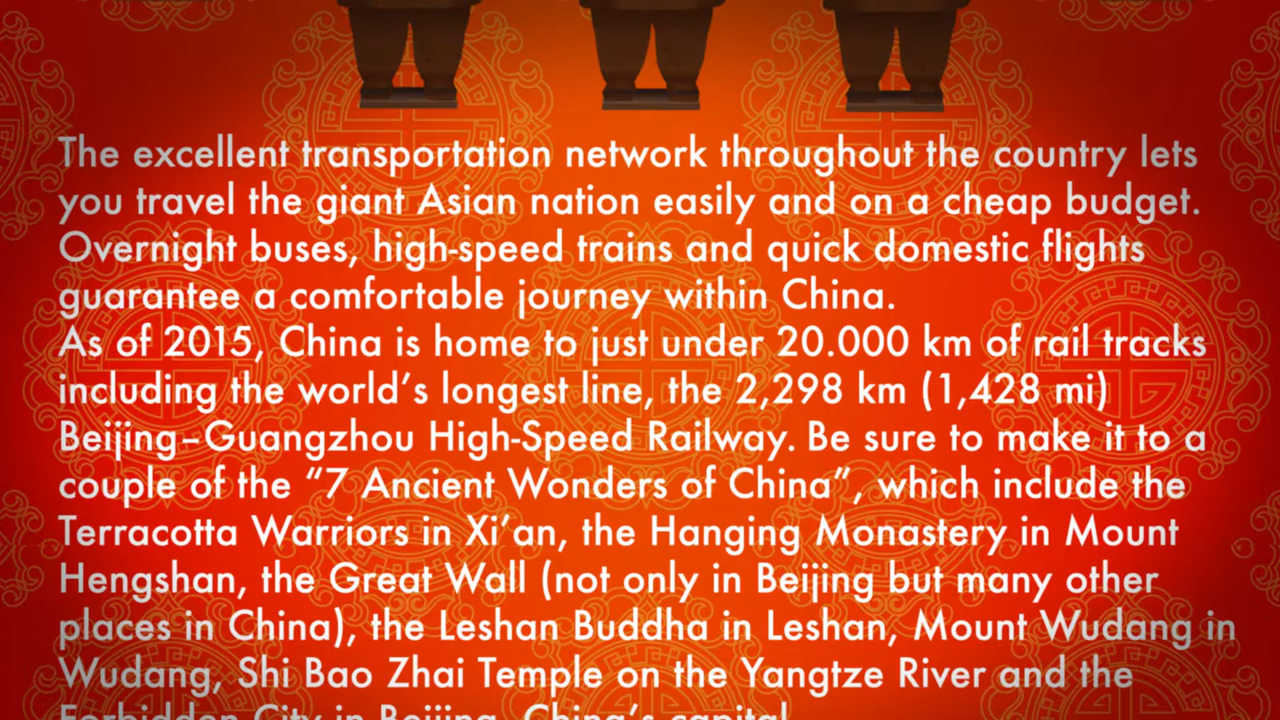 The excellent transportation network throughout the country lets
you travel the giant Asian nation easily and on a cheap budget.
Overnight buses, high-speed trains and quick domestic flights
guarantee a comfortable journey within China.
As of 2015, China is home to just under 20.000 km of rail tracks
including the world’s longest line, the 2,298 km (1,428 mi)
Beijing–Guangzhou High-Speed Railway. Be sure to make it to a
couple of the “7 Ancient Wonders of China”, which include the
Terracotta Warriors in Xi’an, the Hanging Monastery in Mount
Hengshan, the Great Wall (not only in Beijing but many other
places in China), the Leshan Buddha in Leshan, Mount Wudang in
Wudang, Shi Bao Zhai Temple on the Yangtze River and the
Forbidden City in Beijing, China’s capital